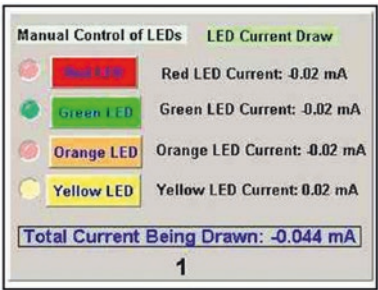 Manual Control of LEDs LED Current Draw
Red LED Red LED Current: -0.02 mA
Green LED Green LED Current: -0.02 mA
Orange LED Orange LED Current: -0.02 mA
Yellow LED Yellow LED Current: 0.02 mA
Total Current Being Drawn: -0.044 mA
1